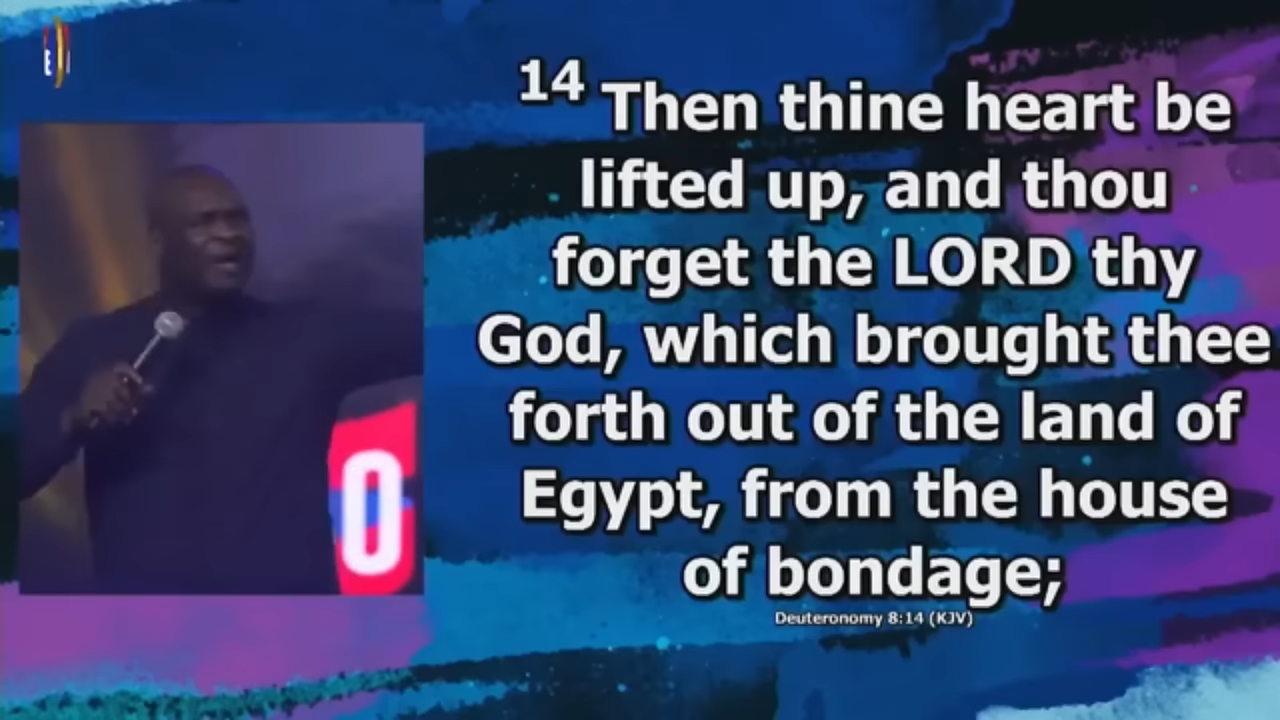 14 Then thine heart be
lifted up, and thou
forget the LORD thy
God, which brought thee
forth out of the land of
Egypt, from the house
of bondage;
Deuteronomy 8:14 (KJV)
0